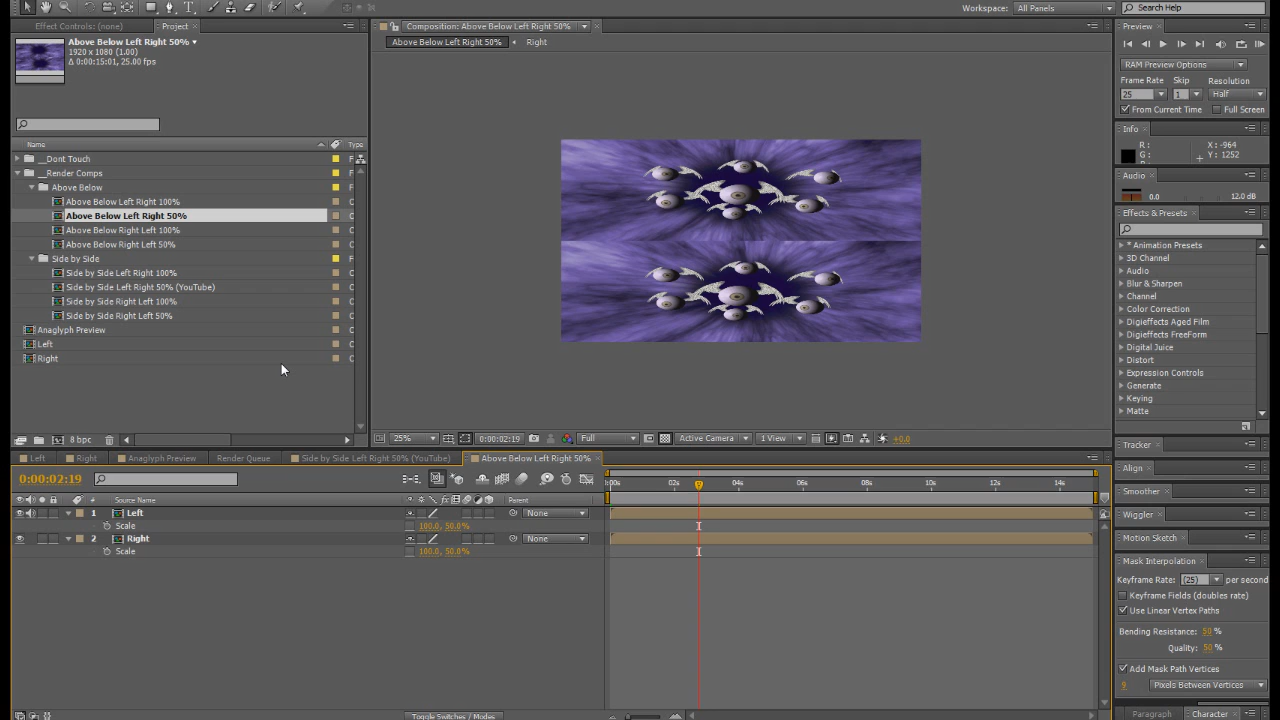 Workspace: All Panels Search Help
Effect Controls: (none) Project
Above Below Left Right 50%
1920 x 1080 (1.00)
Δ 0:00:15:01, 25.00 fps
Name Type
__Dont Touch F
__Render Comps F
Above Below F
Above Below Left Right 100% C
Above Below Left Right 50% C
Above Below Right Left 100% C
Above Below Right Left 50% C
Side by Side F
Side by Side Left Right 100% C
Side by Side Left Right 50% (YouTube) C
Side by Side Right Left 100% C
Side by Side Right Left 50% C
Anaglyph Preview C
Left C
Right C
8 bpc
Composition: Above Below Left Right 50%
Above Below Left Right 50% Right
25% 0:00:02:19 Full Active Camera 1 View +0.0
Preview
RAM Preview Options
Frame Rate Skip Resolution
25 1 Half
From Current Time Full Screen
Info
R : X : -964
G : Y : 1252
B :
Audio
0.0 12.0 dB
Effects & Presets
* Animation Presets
3D Channel
Audio
Blur & Sharpen
Channel
Color Correction
Digieffects Aged Film
Digieffects FreeForm
Digital Juice
Distort
Expression Controls
Generate
Keying
Matte
Tracker
Align
Smoother
Wiggler
Motion Sketch
Mask Interpolation
Keyframe Rate: (25) per second
Keyframe Fields (doubles rate)
Use Linear Vertex Paths
Bending Resistance: 50 %
Quality: 50 %
Add Mask Path Vertices
9 Pixels Between Vertices
Paragraph Character
Left Right Anaglyph Preview Render Queue Side by Side Left Right 50% (YouTube) Above Below Left Right 50%
0:00:02:19
:00s 02s 04s 06s 08s 10s 12s 14s
# Source Name Parent
1 Left None
Scale 100.0, 50.0%
2 Right None
Scale 100.0, 50.0%
Toggle Switches / Modes